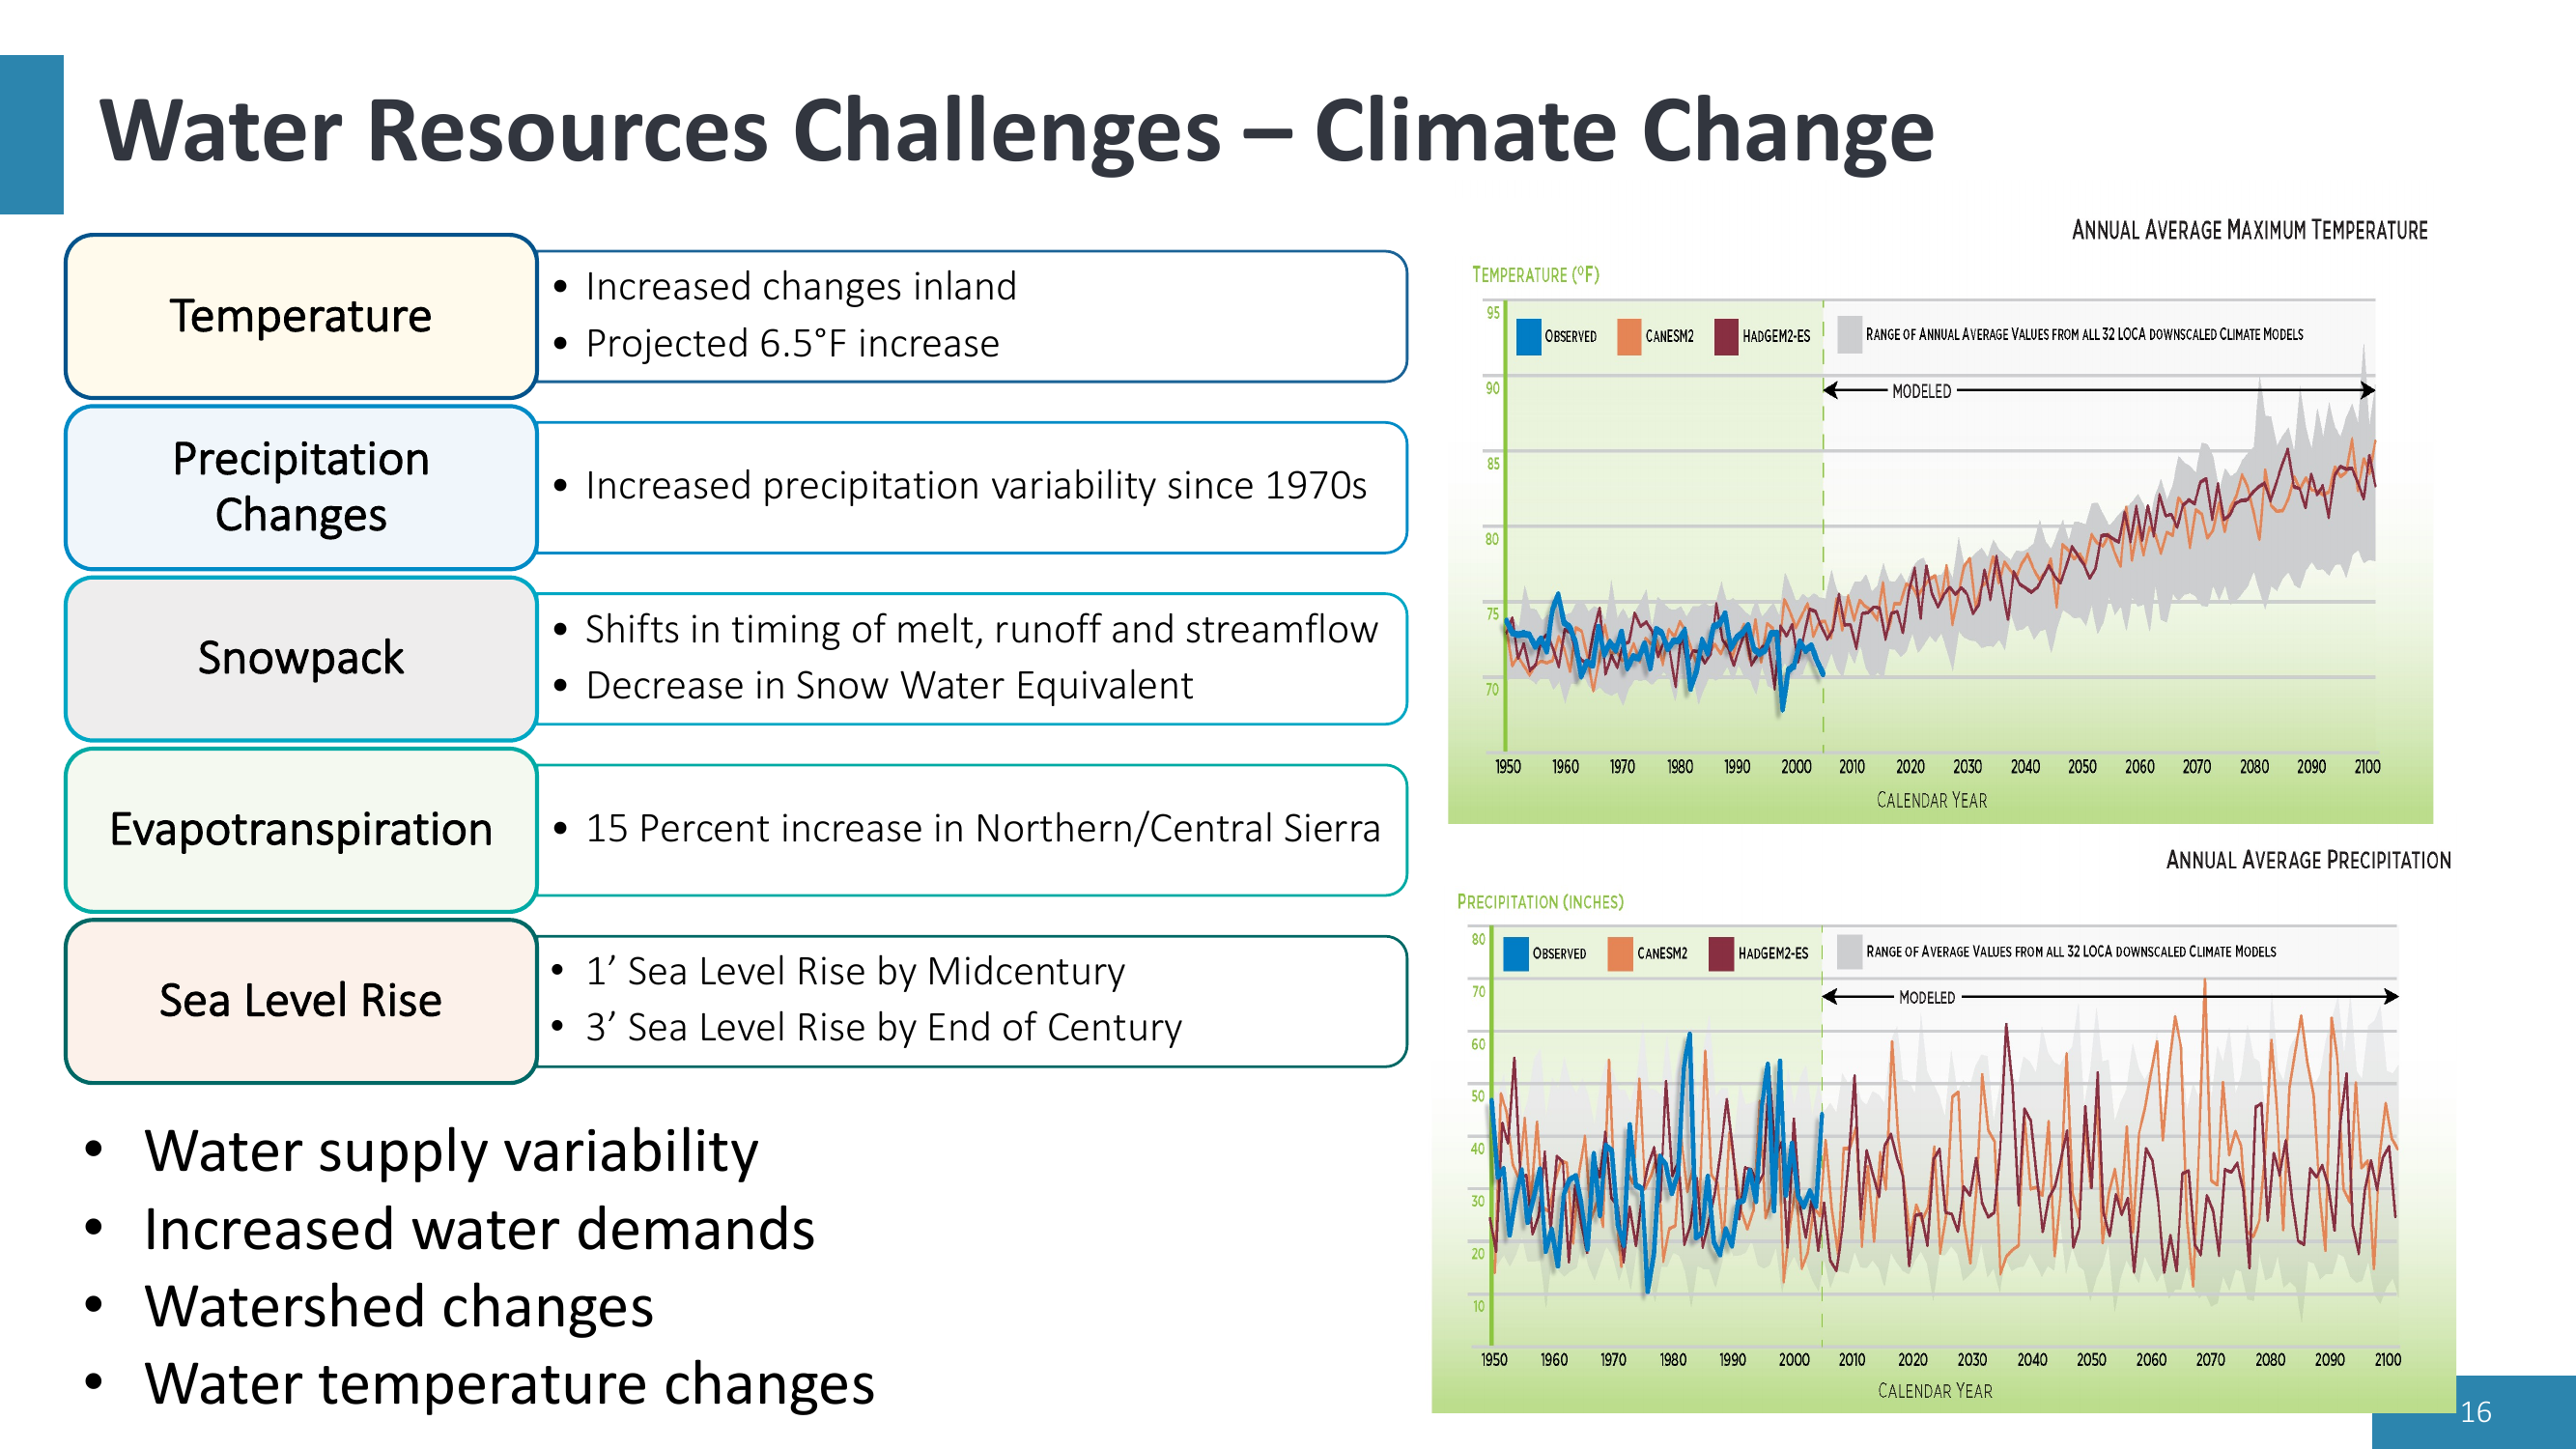 Water Resources Challenges – Climate Change
Temperature
• Increased changes inland
• Projected 6.5°F increase
Precipitation
Changes
• Increased precipitation variability since 1970s
Snowpack
• Shifts in timing of melt, runoff and streamflow
• Decrease in Snow Water Equivalent
Evapotranspiration
• 15 Percent increase in Northern/Central Sierra
Sea Level Rise
• 1’ Sea Level Rise by Midcentury
• 3’ Sea Level Rise by End of Century
• Water supply variability
• Increased water demands
• Watershed changes
• Water temperature changes
ANNUAL AVERAGE MAXIMUM TEMPERATURE
TEMPERATURE (ºF)
95
OBSERVED CANESM2 HADGEM2-ES RANGE OF ANNUAL AVERAGE VALUES FROM ALL 32 LOCA DOWNSCALED CLIMATE MODELS
90
MODELED
85
80
75
70
1950 1960 1970 1980 1990 2000 2010 2020 2030 2040 2050 2060 2070 2080 2090 2100
CALENDAR YEAR
ANNUAL AVERAGE PRECIPITATION
PRECIPITATION (INCHES)
80
OBSERVED CANESM2 HADGEM2-ES RANGE OF AVERAGE VALUES FROM ALL 32 LOCA DOWNSCALED CLIMATE MODELS
70
MODELED
60
50
40
30
20
10
1950 1960 1970 1980 1990 2000 2010 2020 2030 2040 2050 2060 2070 2080 2090 2100
CALENDAR YEAR
16